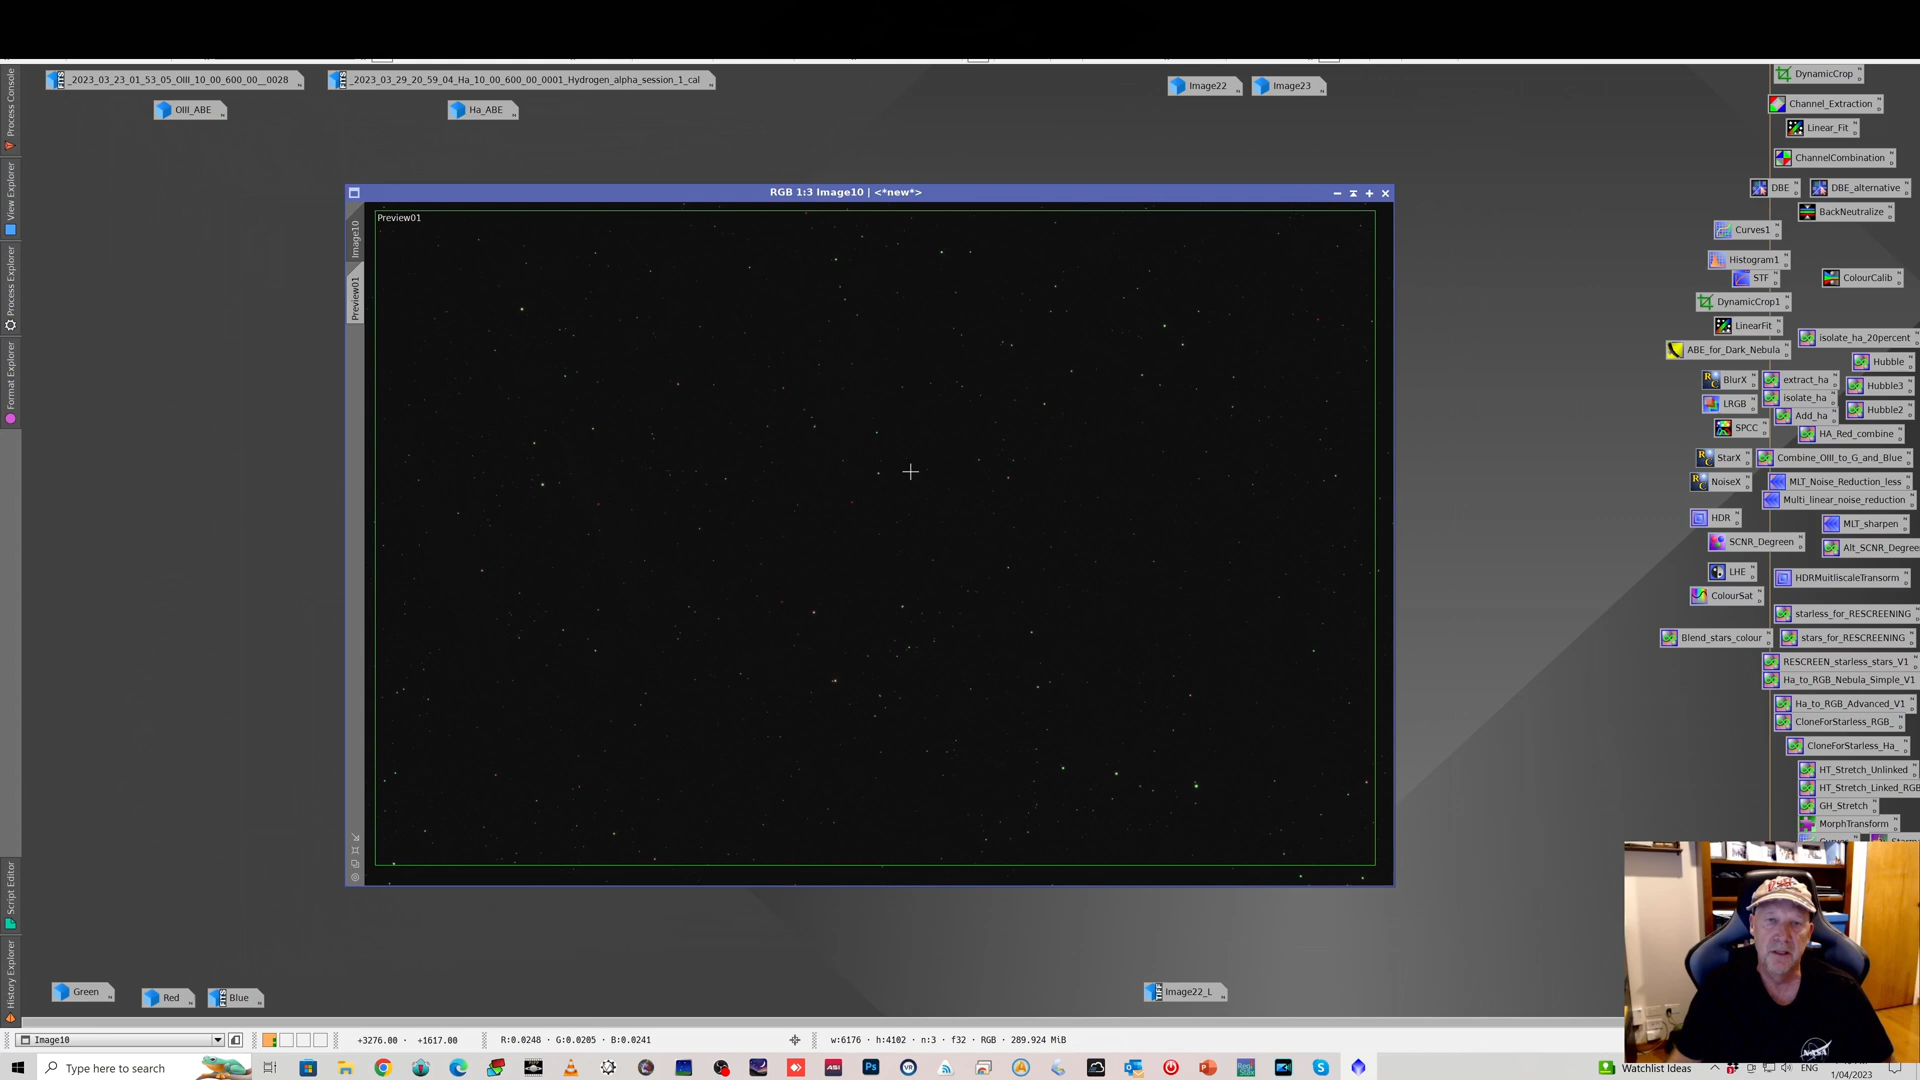 _2023_03_23_01_53_05_OIII_10_00_600_00__0028
_2023_03_29_20_59_04_Ha_10_00_600_00_0001_Hydrogen_alpha_session_1_cal
OIII_ABE
Ha_ABE
Image22
Image23
Process Console
View Explorer
Process Explorer
Format Explorer
Script Editor
History Explorer
RGB 1:3 Image10 | <*new*>
Image10
Preview01
Preview01
DynamicCrop
Channel_Extraction
Linear_Fit
ChannelCombination
DBE
DBE_alternative
BackNeutralize
Curves1
Histogram1
STF
ColourCalib
DynamicCrop1
LinearFit
isolate_ha_20percent
ABE_for_Dark_Nebula
Hubble
BlurX
extract_ha
Hubble3
LRGB
isolate_ha
Hubble2
Add_ha
SPCC
HA_Red_combine
StarX
Combine_OIII_to_G_and_Blue
NoiseX
MLT_Noise_Reduction_less
Multi_linear_noise_reduction
HDR
MLT_sharpen
SCNR_Degreen
Alt_SCNR_Degree
LHE
HDRMuitliscaleTransorm
ColourSat
starless_for_RESCREENING
Blend_stars_colour
stars_for_RESCREENING
RESCREEN_starless_stars_V1
Ha_to_RGB_Nebula_Simple_V1
Ha_to_RGB_Advanced_V1
CloneForStarless_RGB_
CloneForStarless_Ha_
HT_Stretch_Unlinked
HT_Stretch_Linked_RGB
GH_Stretch
MorphTransform
Green
Red
Blue
Image22_L
Image10
+3276.00 · +1617.00
R:0.0248 · G:0.0205 · B:0.0241
w:6176 · h:4102 · n:3 · f32 · RGB · 289.924 MiB
Type here to search
Watchlist Ideas
ENG
1/04/2023
NASA